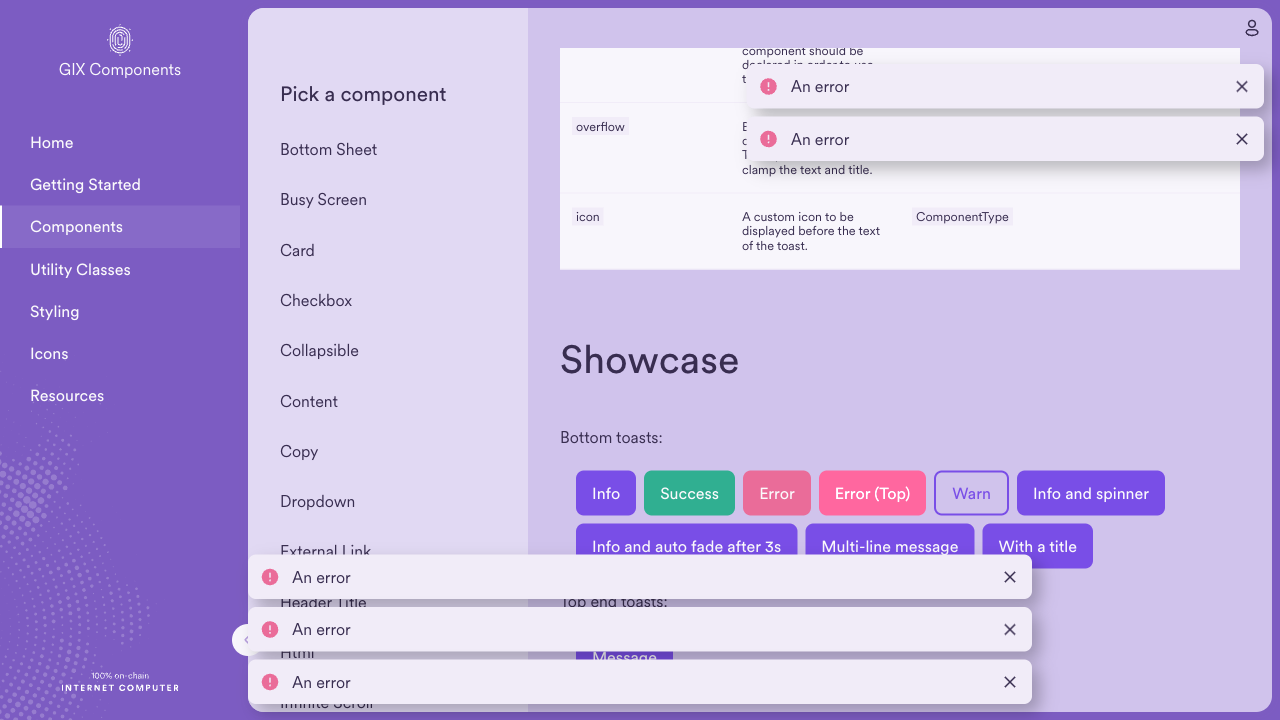 GIX Components
Home
Getting Started
Components
Utility Classes
Styling
Icons
Resources
100% on-chain
INTERNET COMPUTER
Pick a component
Bottom Sheet
Busy Screen
Card
Checkbox
Collapsible
Content
Copy
Dropdown
External Link
Header Title
Html
Infinite Scroll
component should be
declared in order to use
An error
An error
overflow
clamp the text and title.
icon
A custom icon to be
displayed before the text
of the toast.
ComponentType
Showcase
Bottom toasts:
Info
Success
Error
Error (Top)
Warn
Info and spinner
Info and auto fade after 3s
Multi-line message
With a title
Top end toasts:
Message
An error
An error
An error